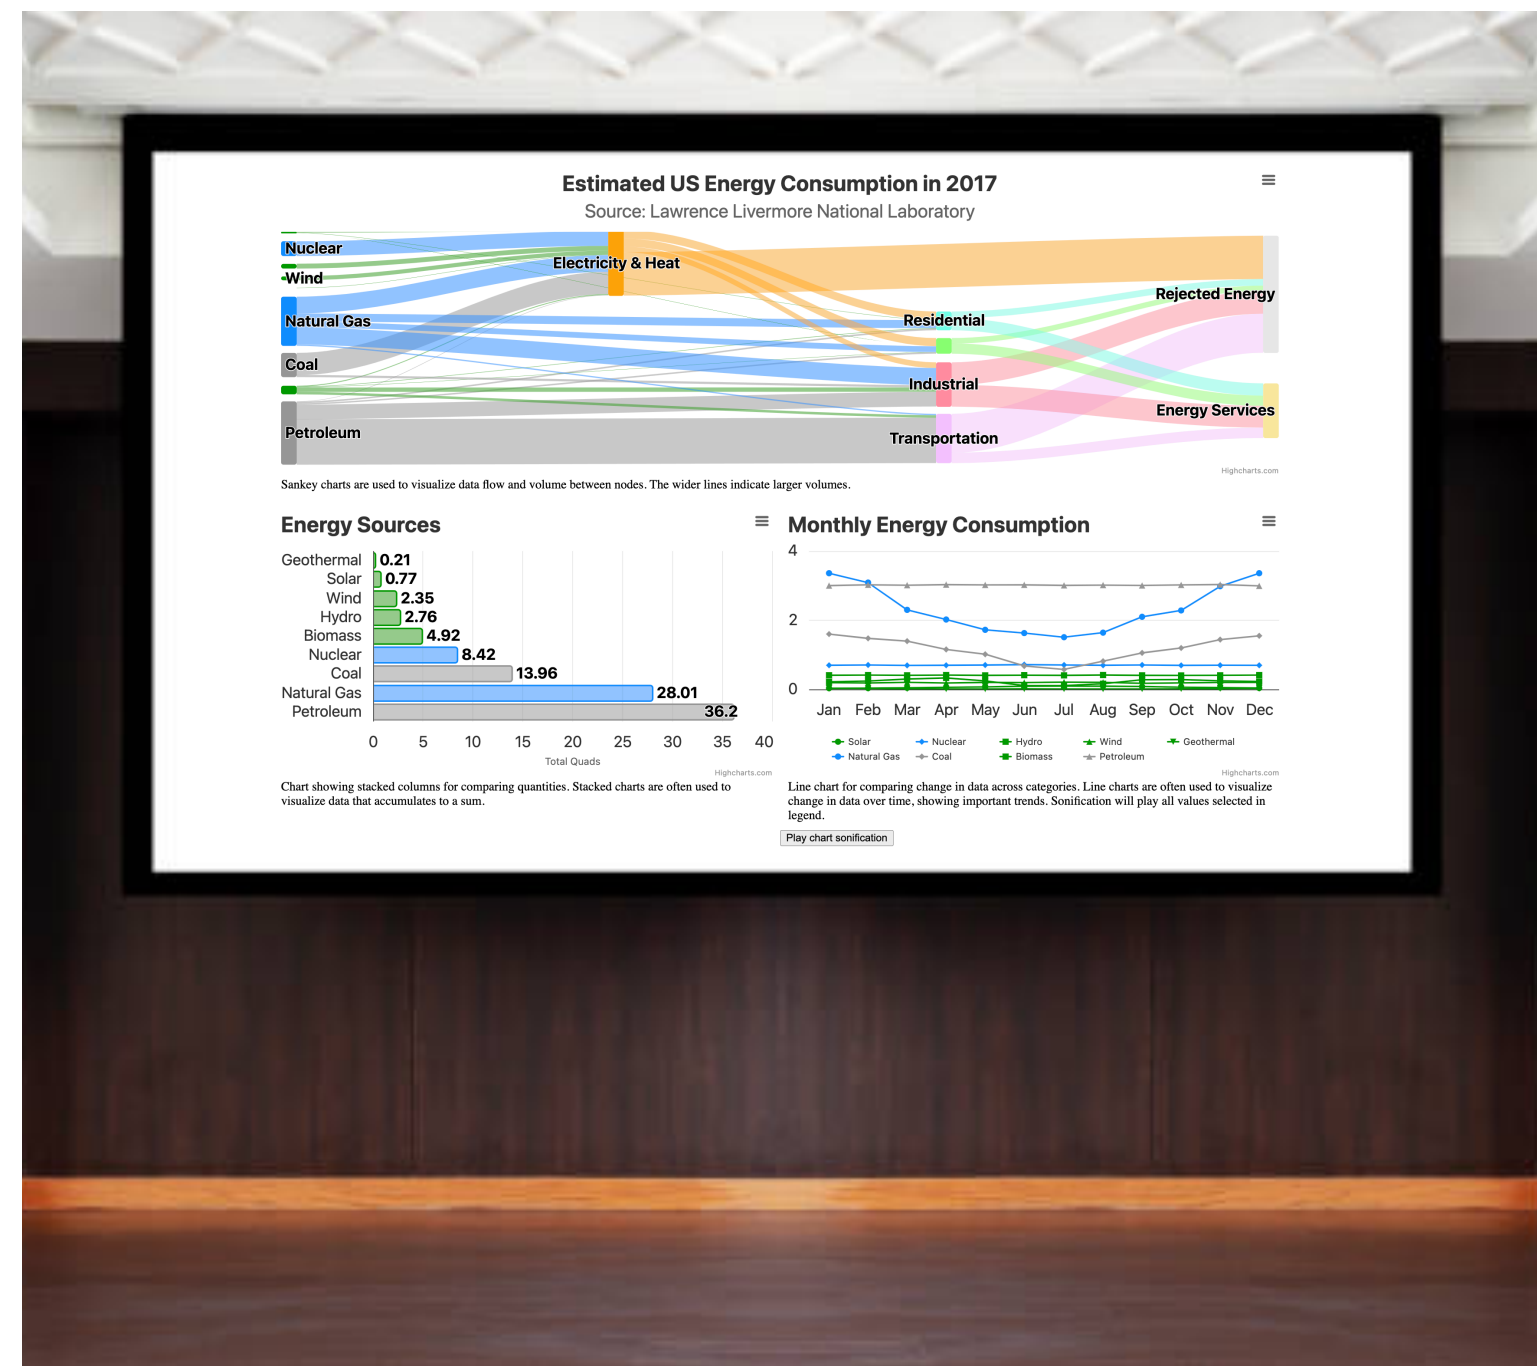 Estimated US Energy Consumption in 2017
Source: Lawrence Livermore National Laboratory
Nuclear
Wind
Natural Gas
Coal
Petroleum
Electricity & Heat
Residential
Industrial
Transportation
Rejected Energy
Energy Services
Highcharts.com
Sankey charts are used to visualize data flow and volume between nodes. The wider lines indicate larger volumes.
Energy Sources
Geothermal 0.21
Solar 0.77
Wind 2.35
Hydro 2.76
Biomass 4.92
Nuclear 8.42
Coal 13.96
Natural Gas 28.01
Petroleum 36.2
0 5 10 15 20 25 30 35 40
Total Quads
Highcharts.com
Chart showing stacked columns for comparing quantities. Stacked charts are often used to
visualize data that accumulates to a sum.
Monthly Energy Consumption
4
2
0
Jan Feb Mar Apr May Jun Jul Aug Sep Oct Nov Dec
Solar Nuclear Hydro Wind Geothermal
Natural Gas Coal Biomass Petroleum
Highcharts.com
Line chart for comparing change in data across categories. Line charts are often used to visualize
change in data over time, showing important trends. Sonification will play all values selected in
legend.
Play chart sonification